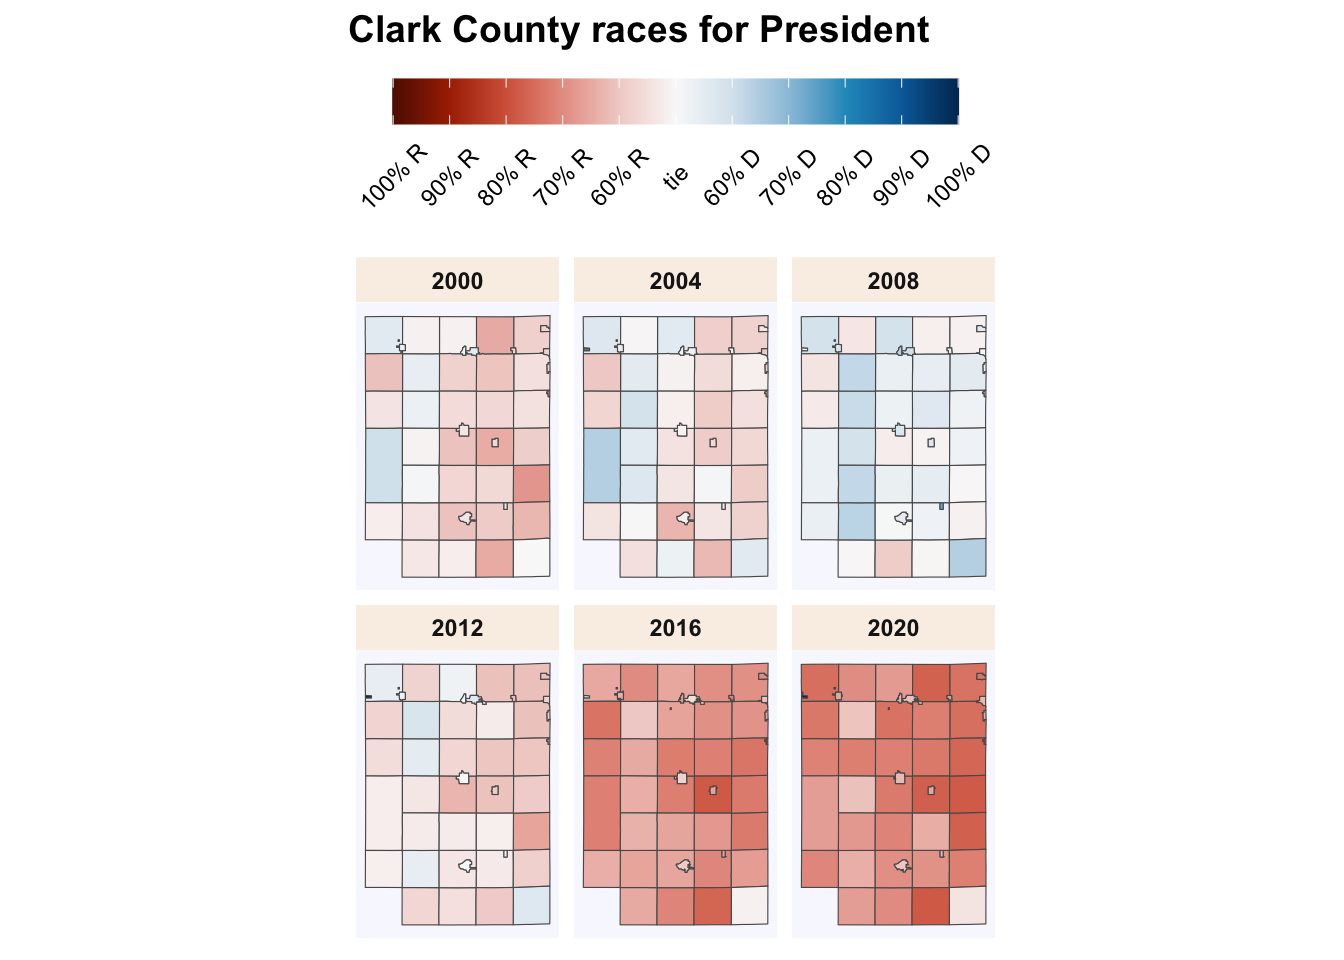 Clark County races for President
100% R 90% R 80% R 70% R 60% R tie 60% D 70% D 80% D 90% D 100% D
2000 2004 2008
2012 2016 2020